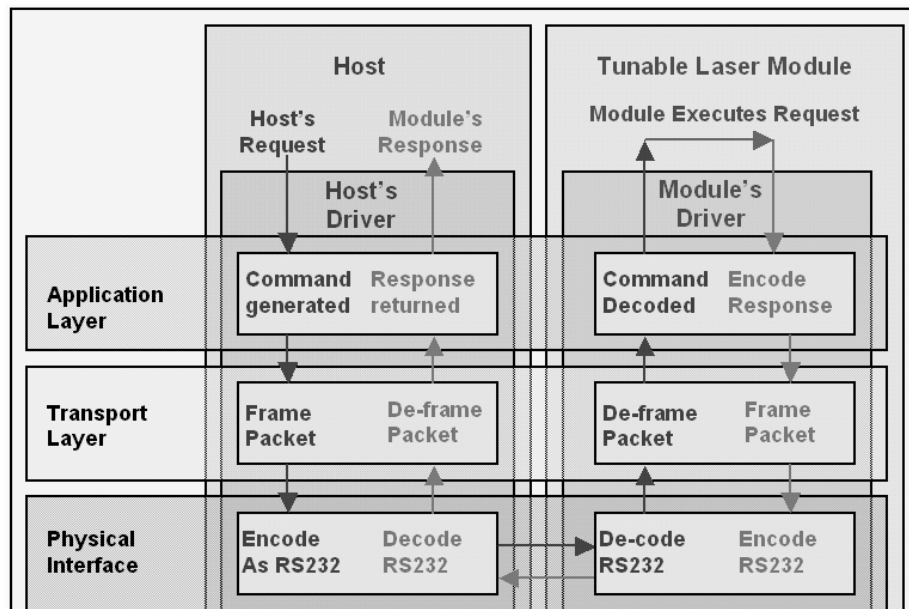 Host
Tunable Laser Module
Host's
Request
Module's
Response
Module Executes Request
Host's
Driver
Module's
Driver
Application
Layer
Command
generated
Response
returned
Command
Decoded
Encode
Response
Transport
Layer
Frame
Packet
De-frame
Packet
De-frame
Packet
Frame
Packet
Physical
Interface
Encode
As RS232
Decode
RS232
De-code
RS232
Encode
RS232